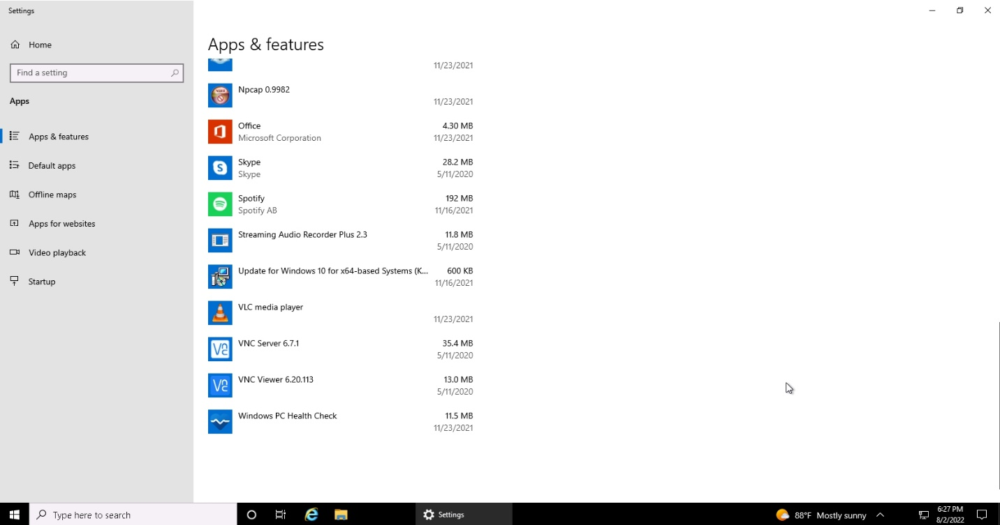 Settings
Home
Find a setting
Apps
Apps & features
Default apps
Offline maps
Apps for websites
Video playback
Startup
Apps & features
11/23/2021
Npcap 0.9982
11/23/2021
Office 4.30 MB
Microsoft Corporation 11/23/2021
Skype 28.2 MB
Skype 5/11/2020
Spotify 192 MB
Spotify AB 11/16/2021
Streaming Audio Recorder Plus 2.3 11.8 MB
5/11/2020
Update for Windows 10 for x64-based Systems (K... 600 KB
11/16/2021
VLC media player
11/23/2021
VNC Server 6.7.1 35.4 MB
5/11/2020
VNC Viewer 6.20.113 13.0 MB
5/11/2020
Windows PC Health Check 11.5 MB
11/23/2021
Type here to search
Settings
88°F Mostly sunny
6:27 PM
8/2/2022